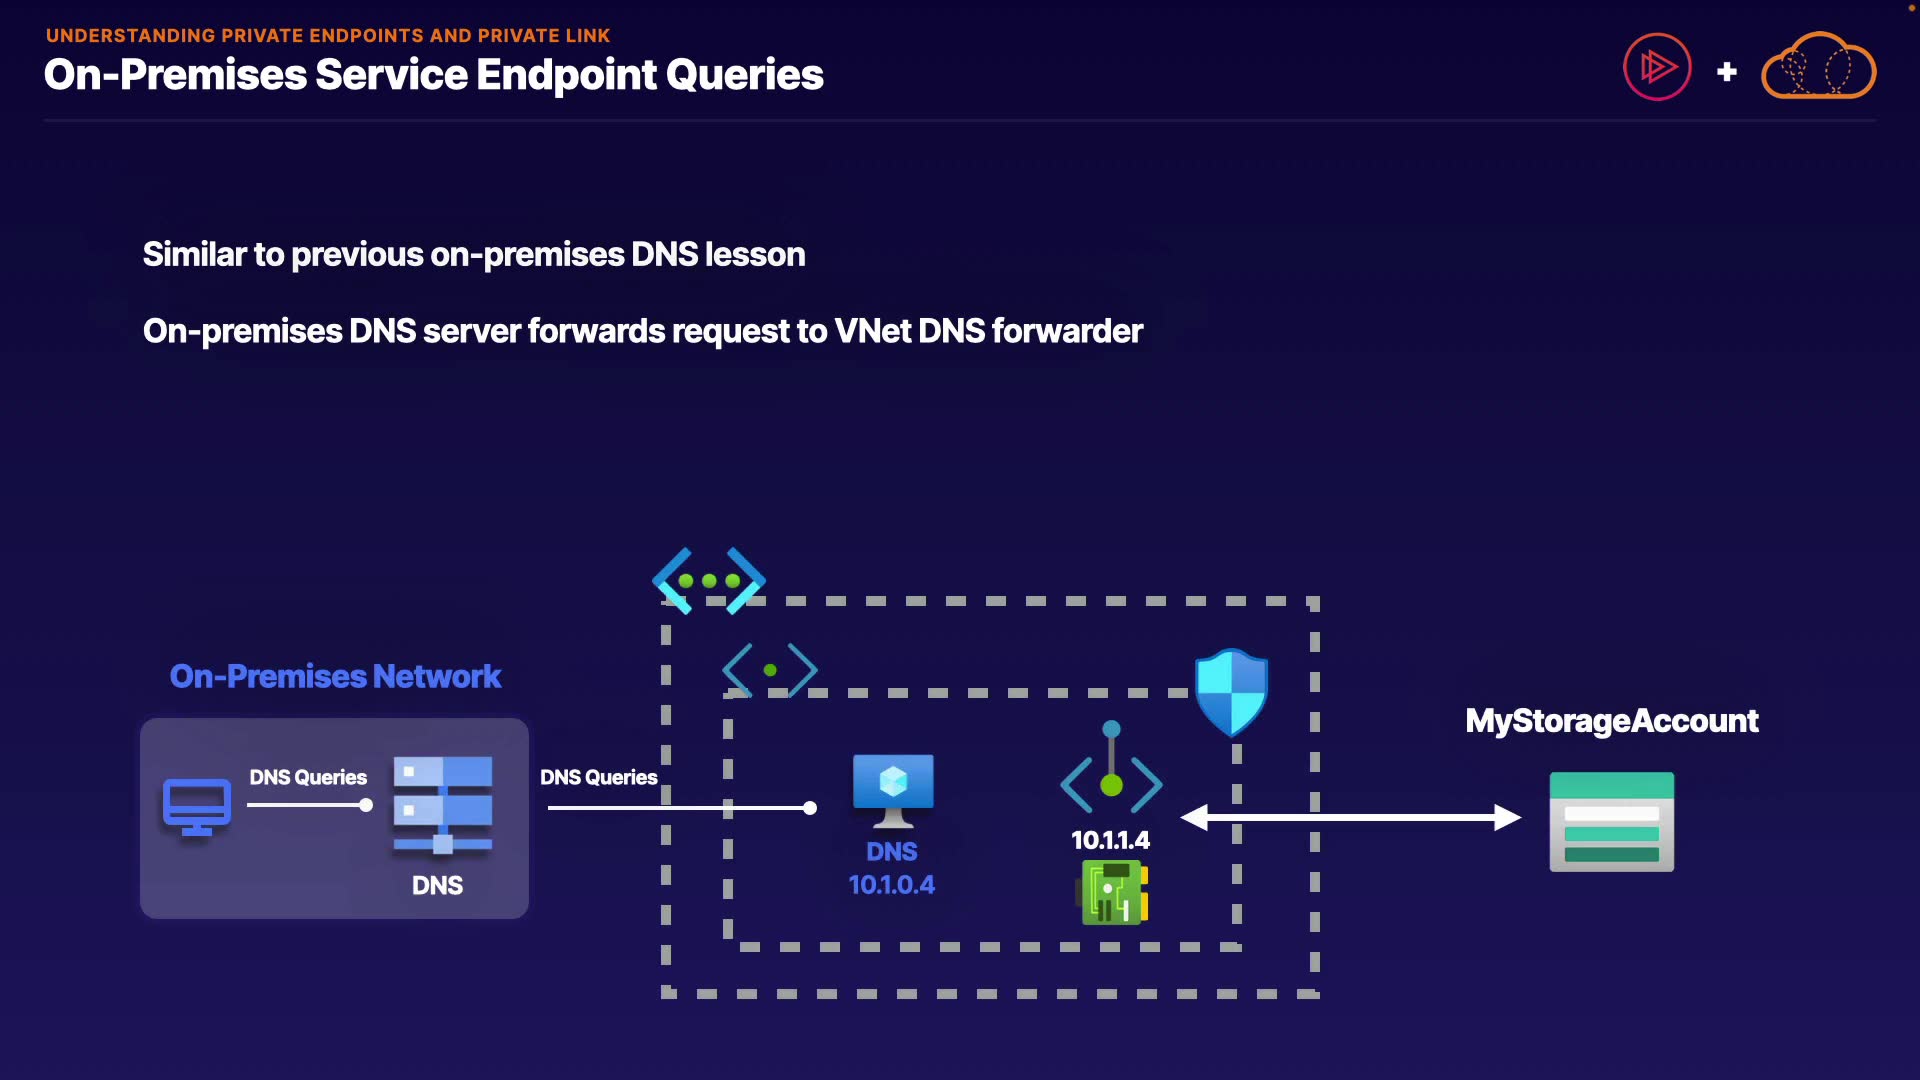 UNDERSTANDING PRIVATE ENDPOINTS AND PRIVATE LINK
On-Premises Service Endpoint Queries
Similar to previous on-premises DNS lesson
On-premises DNS server forwards request to VNet DNS forwarder
On-Premises Network
DNS Queries
DNS
DNS Queries
DNS
10.1.0.4
10.1.1.4
MyStorageAccount